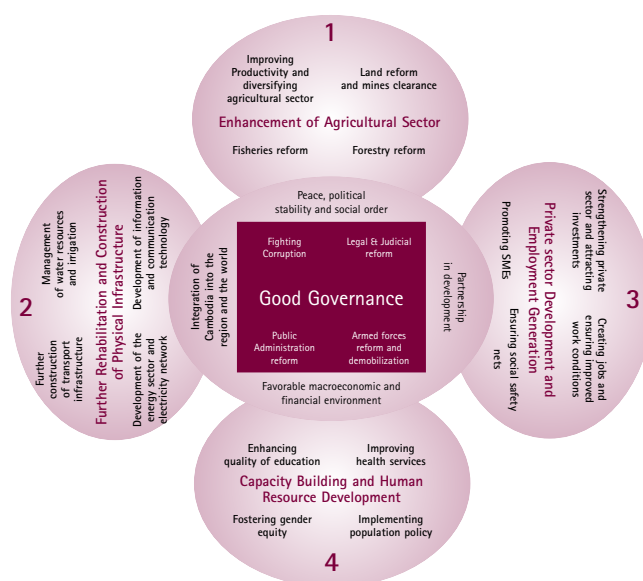 1
Improving
Productivity and
diversifying
agricultural sector
Land reform
and mines clearance
Enhancement of Agricultural Sector
Fisheries reform
Forestry reform
2
Management
of water resources
and irrigation
Development of information
and communication
technology
Further Rehabilitation and Construction
of Physical Infrastructure
Further
construction
of transport
infrastructure
Development of the
energy sector and
electricity network
Peace, political
stability and social order
Integration of
Cambodia into the
region and the world
Fighting
Corruption
Legal & Judicial
reform
Good Governance
Public
Administration
reform
Armed forces
reform and
demobilization
Partnership
in development
Favorable macroeconomic and
financial environment
3
Strengthening private
sector and attracting
investments
Promoting SMEs
Private sector Development and
Employment Generation
Creating jobs and
ensuring improved
work conditions
Ensuring social safety
nets
Enhancing
quality of education
Improving
health services
Capacity Building and Human
Resource Development
Fostering gender
equity
Implementing
population policy
4